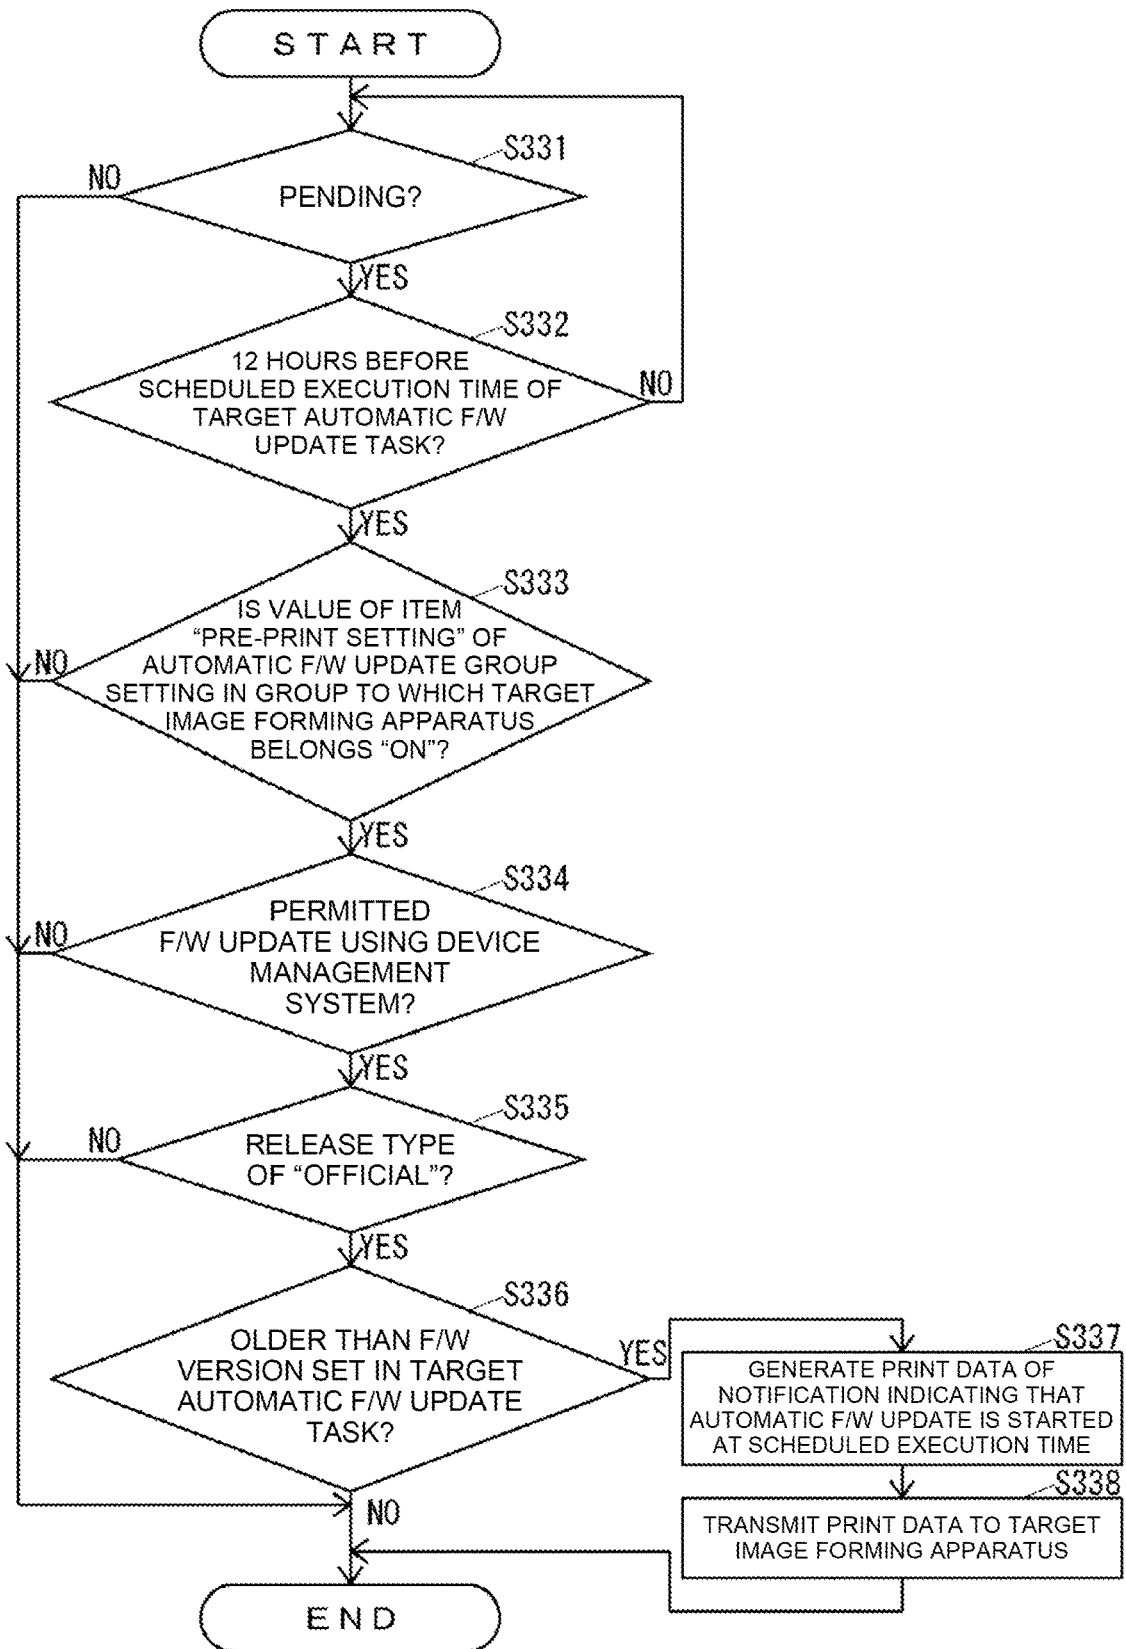 START
S331
NO
PENDING?
YES
S332
12 HOURS BEFORE
SCHEDULED EXECUTION TIME OF
TARGET AUTOMATIC F/W
UPDATE TASK?
NO
YES
S333
IS VALUE OF ITEM
“PRE-PRINT SETTING” OF
AUTOMATIC F/W UPDATE GROUP
SETTING IN GROUP TO WHICH TARGET
IMAGE FORMING APPARATUS
BELONGS “ON”?
NO
YES
S334
PERMITTED
F/W UPDATE USING DEVICE
MANAGEMENT
SYSTEM?
NO
YES
S335
NO
RELEASE TYPE
OF “OFFICIAL”?
YES
S336
OLDER THAN F/W
VERSION SET IN TARGET
AUTOMATIC F/W UPDATE
TASK?
YES
S337
GENERATE PRINT DATA OF
NOTIFICATION INDICATING THAT
AUTOMATIC F/W UPDATE IS STARTED
AT SCHEDULED EXECUTION TIME
S338
TRANSMIT PRINT DATA TO TARGET
IMAGE FORMING APPARATUS
NO
END